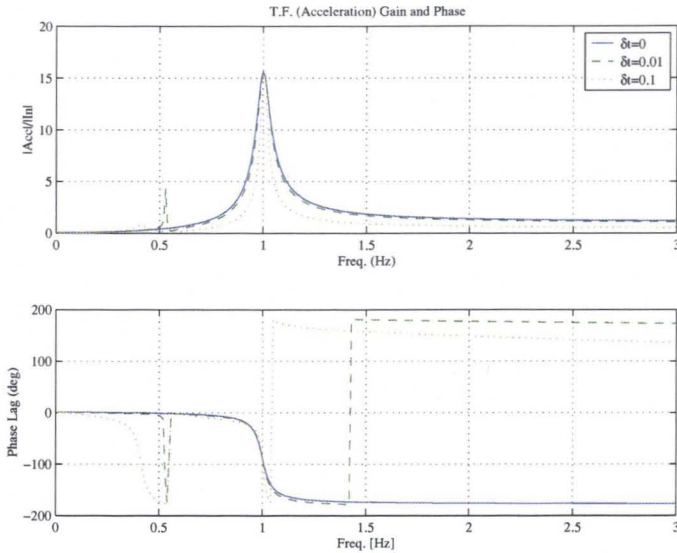 T.F. (Acceleration) Gain and Phase
20
15
10
5
0
|Acc|/|In|
δt=0
δt=0.01
δt=0.1
0 0.5 1 1.5 2 2.5 3
Freq. (Hz)
200
100
0
-100
-200
Phase Lag (deg)
0 0.5 1 1.5 2 2.5 3
Freq. [Hz]